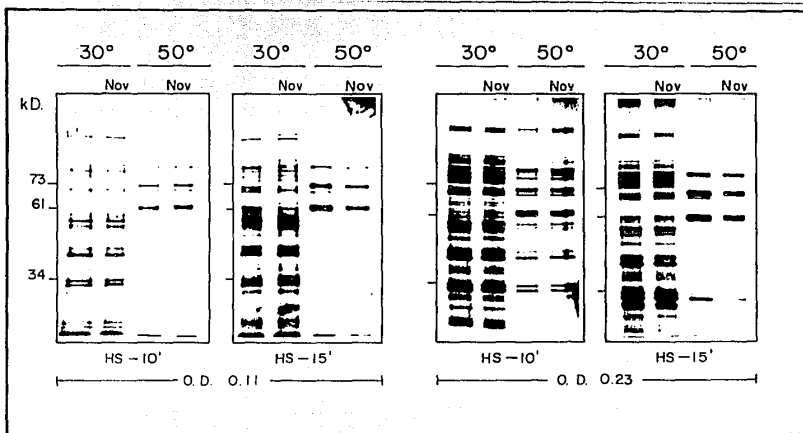 30° 50° 30° 50° 30° 50° 30° 50°
Nov Nov Nov Nov Nov Nov Nov Nov
kD.
73
61
34
HS-10' HS-15' HS-10' HS-15'
O. D. 0.11 O. D. 0.23